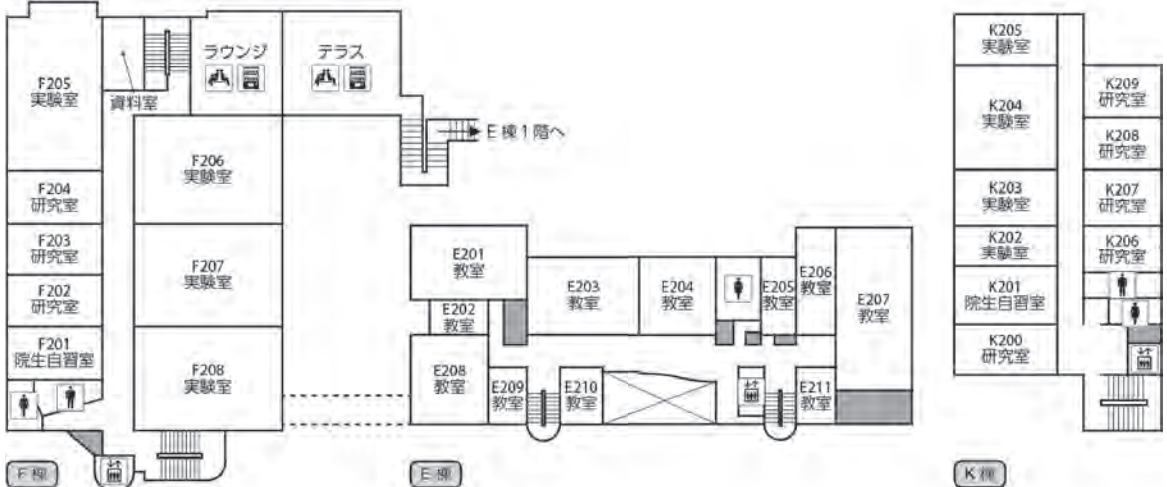 F205
実験室
資料室
ラウンジ
テラス
E棟1階へ
F206
実験室
F204
研究室
F203
研究室
F207
実験室
F202
研究室
F201
院生自習室
F208
実験室
F棟
E201
教室
E202
教室
E203
教室
E204
教室
E205
教室
E206
教室
E207
教室
E208
教室
E209
教室
E210
教室
E211
教室
E棟
K205
実験室
K204
実験室
K209
研究室
K208
研究室
K203
実験室
K207
研究室
K202
実験室
K206
研究室
K201
院生自習室
K200
研究室
K棟